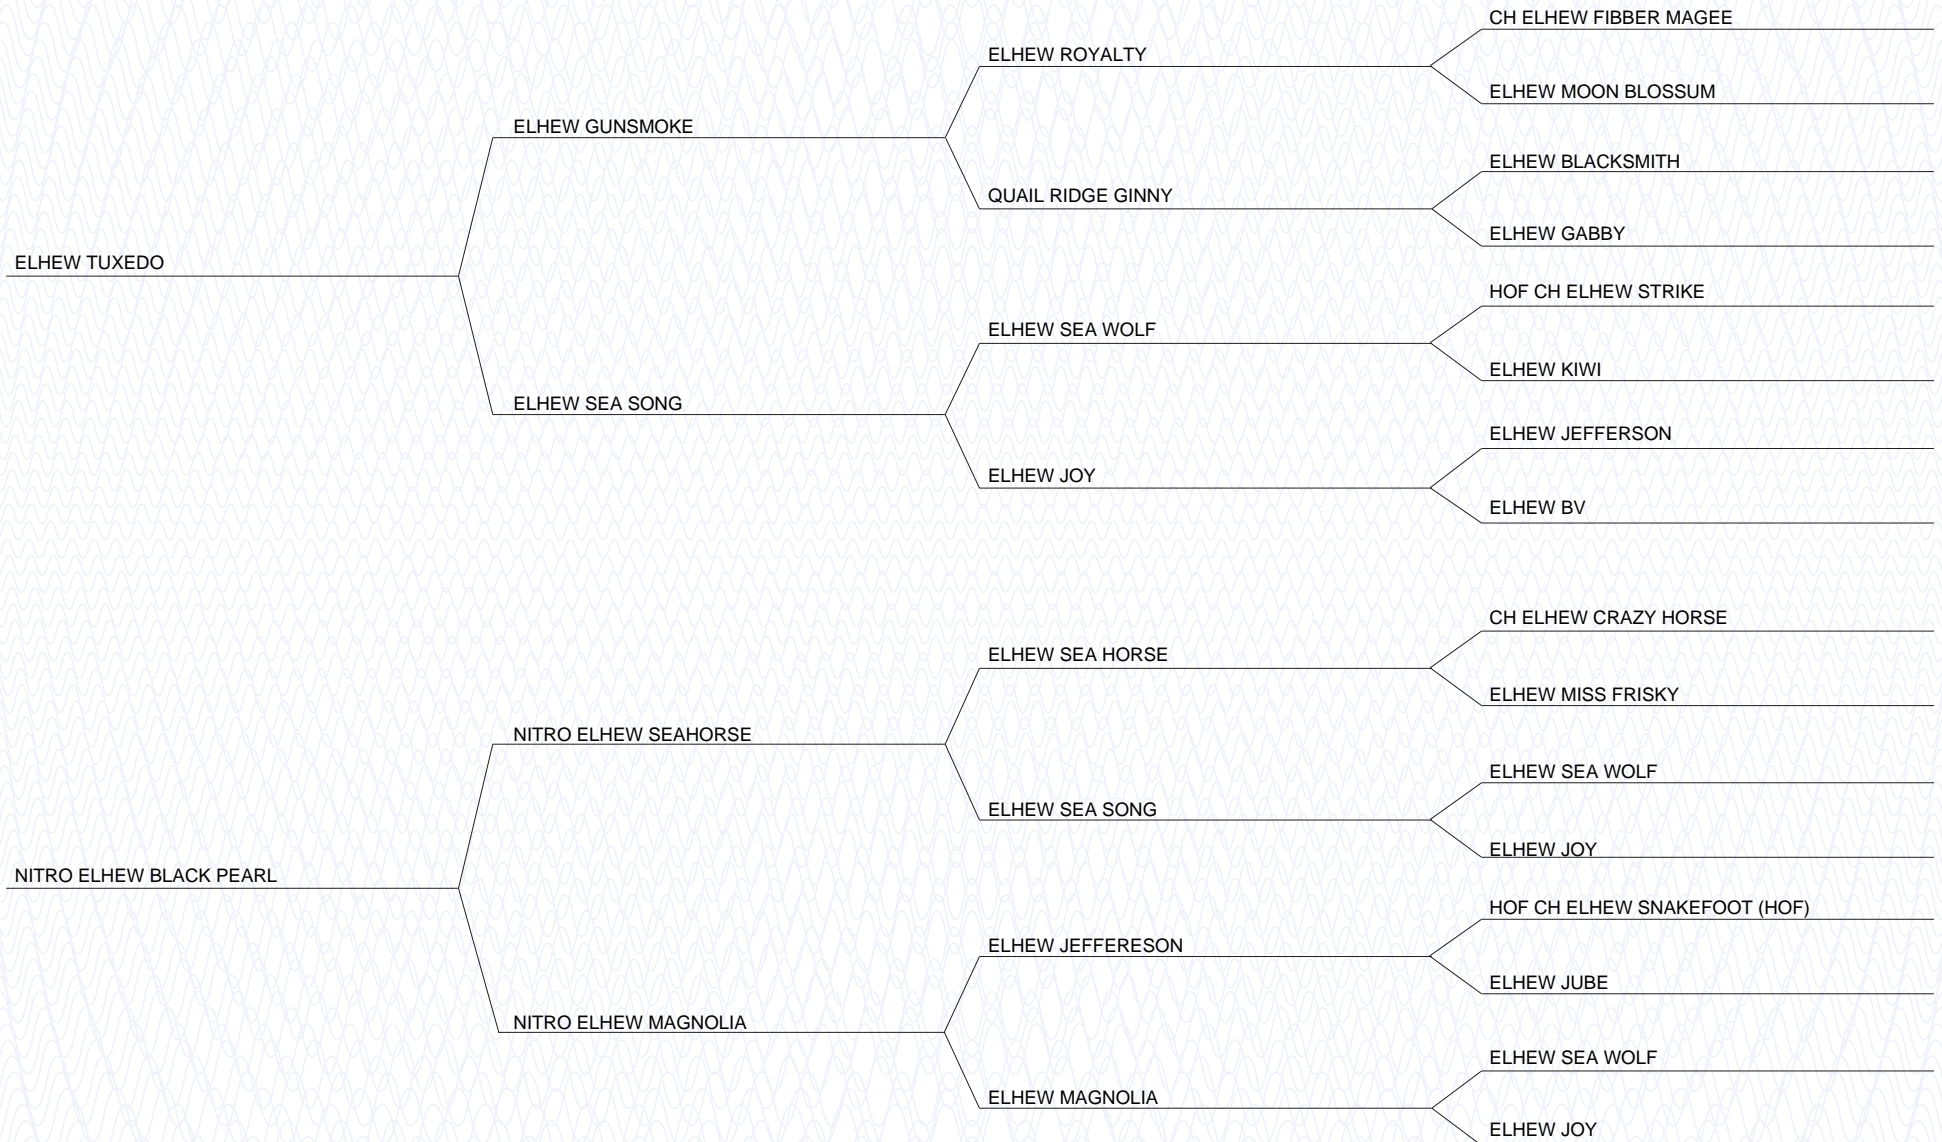 CH ELHEW FIBBER MAGEE
ELHEW ROYALTY
ELHEW MOON BLOSSUM
ELHEW GUNSMOKE
ELHEW BLACKSMITH
QUAIL RIDGE GINNY
ELHEW GABBY
ELHEW TUXEDO
HOF CH ELHEW STRIKE
ELHEW SEA WOLF
ELHEW KIWI
ELHEW SEA SONG
ELHEW JEFFERSON
ELHEW JOY
ELHEW BV
CH ELHEW CRAZY HORSE
ELHEW SEA HORSE
ELHEW MISS FRISKY
NITRO ELHEW SEAHORSE
ELHEW SEA WOLF
ELHEW SEA SONG
ELHEW JOY
NITRO ELHEW BLACK PEARL
HOF CH ELHEW SNAKEFOOT (HOF)
ELHEW JEFFERESON
ELHEW JUBE
NITRO ELHEW MAGNOLIA
ELHEW SEA WOLF
ELHEW MAGNOLIA
ELHEW JOY